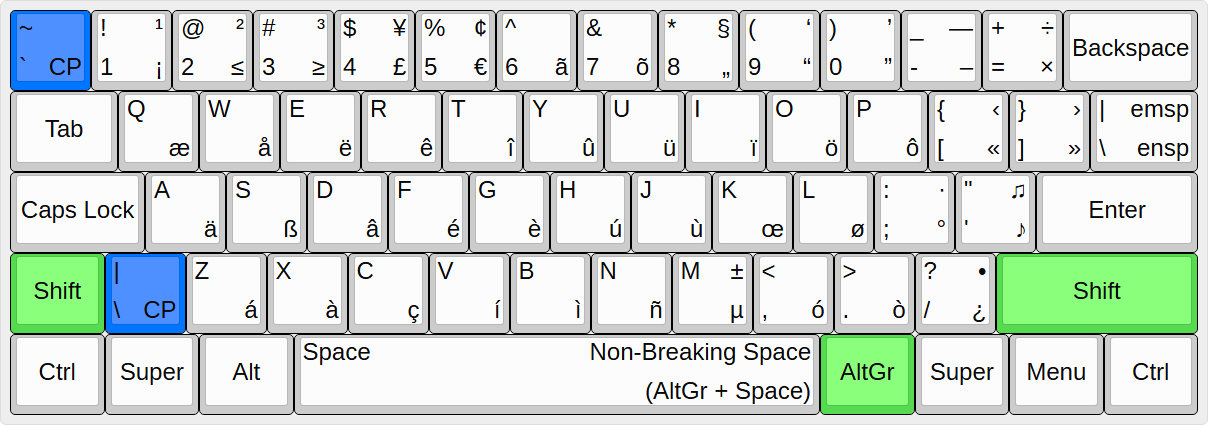 ~ ! ¹ @ ² # ³ $ ¥ % ¢ ^ & * § ( ‘ ) ’ _ — + ÷ Backspace
` CP 1 ¡ 2 ≤ 3 ≥ 4 £ 5 € 6 ã 7 õ 8 „ 9 “ 0 ” - – = ×
Tab Q W E R T Y U I O P { ‹ } › | emsp
æ å ë ê î û ü ï ö ô [ « ] » \ ensp
Caps Lock A S D F G H J K L : · " ♫ Enter
ä ß â é è ú ù œ ø ; ° ' ♪
Shift | Z X C V B N M ± < > ? • Shift
\ CP á à ç í ì ñ µ , ó . ò / ¿
Ctrl Super Alt Space Non-Breaking Space AltGr Super Menu Ctrl
(AltGr + Space)